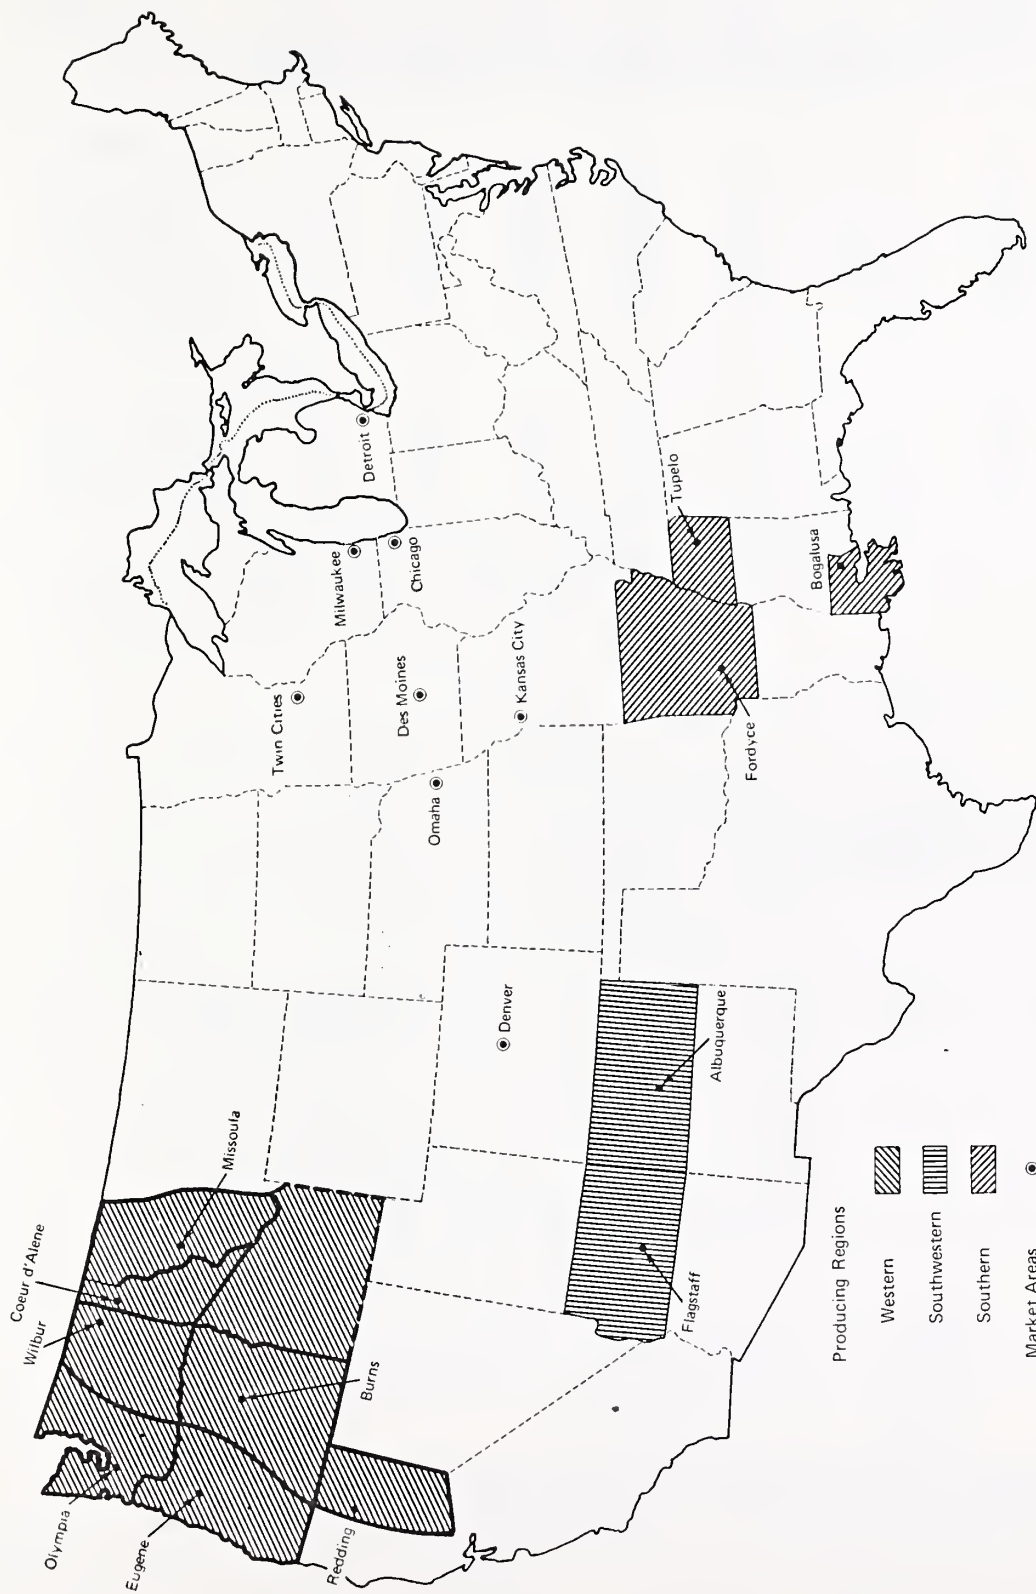 Olympia
Wilbur
Coeur d'Alene
Missoula
Eugene
Burns
Redding
Twin Cities
Milwaukee
Detroit
Chicago
Des Moines
Omaha
Kansas City
Denver
Flagstaff
Albuquerque
Fordyce
Tupelo
Bogalusa
Producing Regions
Western
Southwestern
Southern
Market Areas